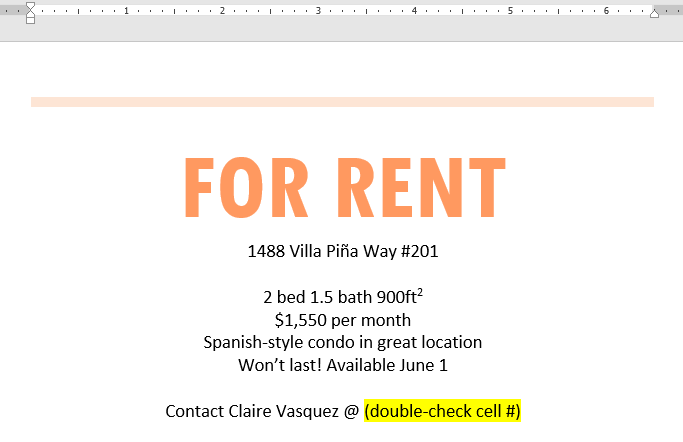 1 2 3 4 5 6
FOR RENT
1488 Villa Piña Way #201
2 bed 1.5 bath 900ft²
$1,550 per month
Spanish-style condo in great location
Won’t last! Available June 1
Contact Claire Vasquez @ (double-check cell #)